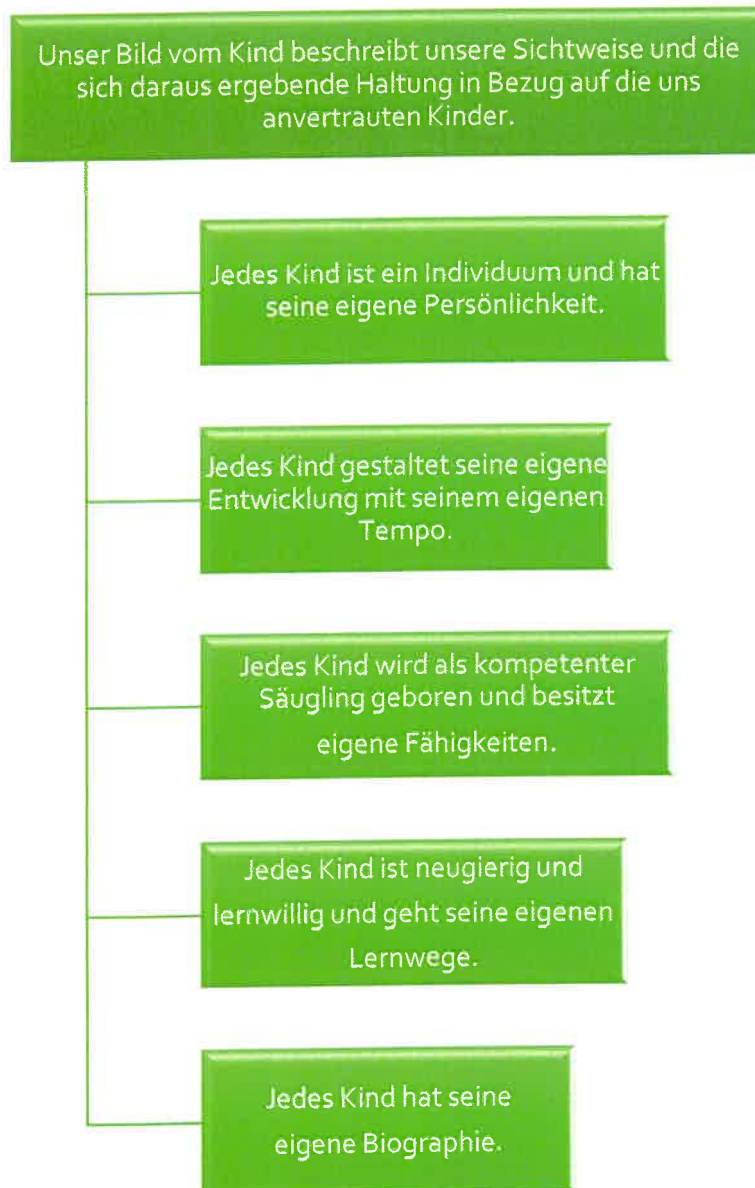 Unser Bild vom Kind beschreibt unsere Sichtweise und die
sich daraus ergebende Haltung in Bezug auf die uns
anvertrauten Kinder.
Jedes Kind ist ein Individuum und hat
seine eigene Persönlichkeit.
Jedes Kind gestaltet seine eigene
Entwicklung mit seinem eigenen
Tempo.
Jedes Kind wird als kompetenter
Säugling geboren und besitzt
eigene Fähigkeiten.
Jedes Kind ist neugierig und
lernwillig und geht seine eigenen
Lernwege.
Jedes Kind hat seine
eigene Biographie.